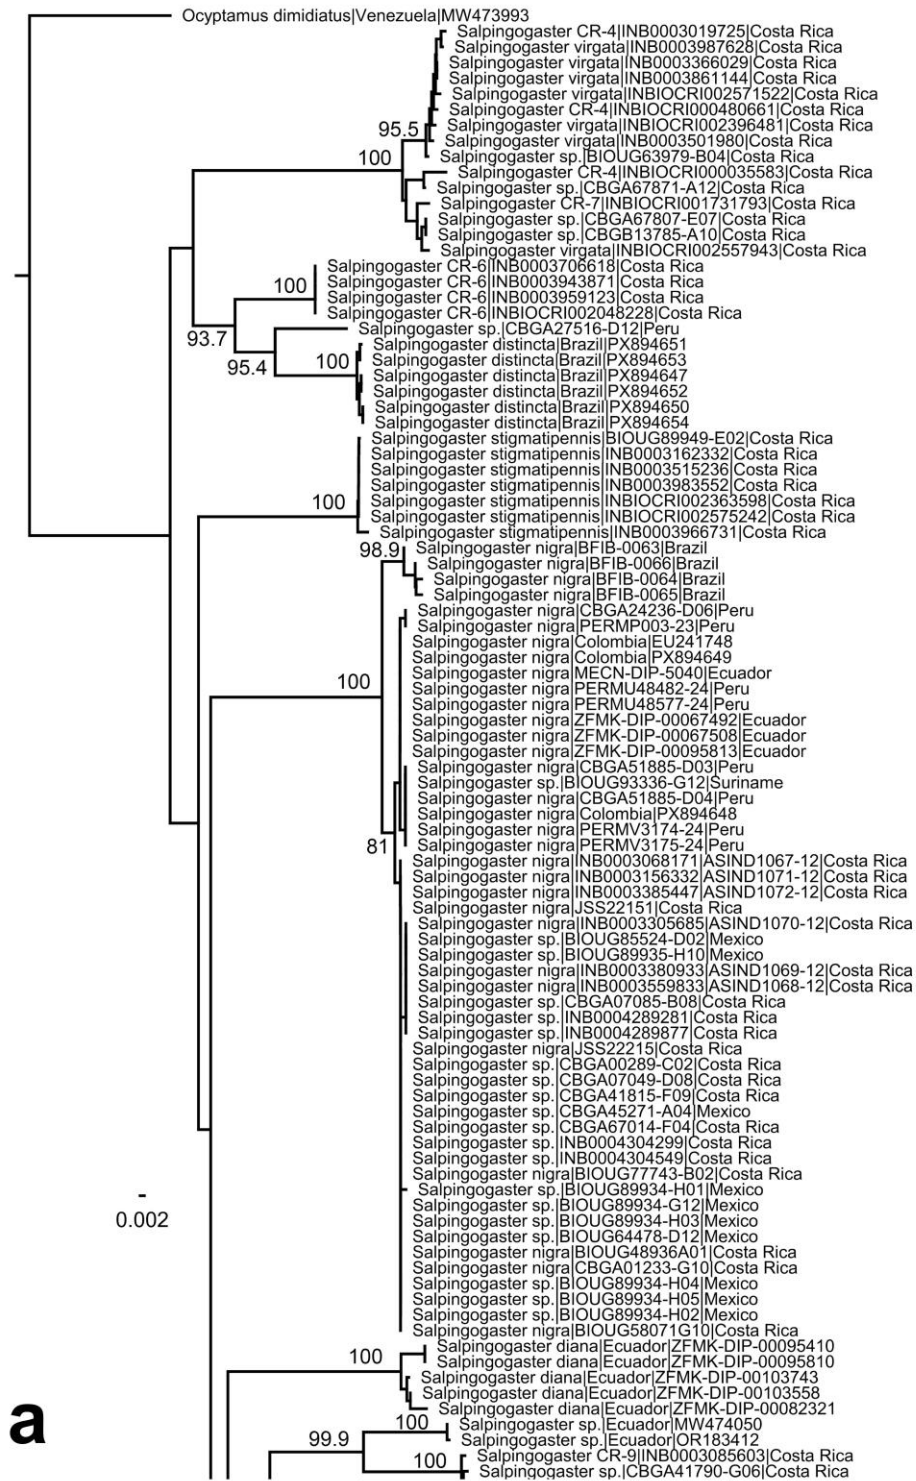 Ocyptamus dimidiatus|Venezuela|MW473993
Salpingogaster CR-4|INB0003019725|Costa Rica
Salpingogaster virgata|INB0003987628|Costa Rica
Salpingogaster virgata|INB0003366029|Costa Rica
Salpingogaster virgata|INB0003861144|Costa Rica
Salpingogaster virgata|INBIOCRI002571522|Costa Rica
Salpingogaster CR-4|INBIOCRI000480661|Costa Rica
95.5
Salpingogaster virgata|INBIOCRI002396481|Costa Rica
Salpingogaster virgata|INB0003501980|Costa Rica
100
Salpingogaster sp.|BIOUG63979-B04|Costa Rica
Salpingogaster CR-4|INBIOCRI000035583|Costa Rica
Salpingogaster sp.|CBGA67871-A12|Costa Rica
Salpingogaster CR-7|INBIOCRI001731793|Costa Rica
Salpingogaster sp.|CBGA67807-E07|Costa Rica
Salpingogaster sp.|CBGB13785-A10|Costa Rica
Salpingogaster virgata|INBIOCRI002557943|Costa Rica
Salpingogaster CR-6|INB0003706618|Costa Rica
100
Salpingogaster CR-6|INB0003943871|Costa Rica
Salpingogaster CR-6|INB0003959123|Costa Rica
Salpingogaster CR-6|INBIOCRI002048228|Costa Rica
93.7
Salpingogaster sp.|CBGA27516-D12|Peru
Salpingogaster distincta|Brazil|PX894651
95.4
100
Salpingogaster distincta|Brazil|PX894653
Salpingogaster distincta|Brazil|PX894647
Salpingogaster distincta|Brazil|PX894652
Salpingogaster distincta|Brazil|PX894650
Salpingogaster distincta|Brazil|PX894654
Salpingogaster stigmatipennis|BIOUG89949-E02|Costa Rica
Salpingogaster stigmatipennis|INB0003162332|Costa Rica
Salpingogaster stigmatipennis|INB0003515236|Costa Rica
Salpingogaster stigmatipennis|INB0003983552|Costa Rica
100
Salpingogaster stigmatipennis|INBIOCRI002363598|Costa Rica
Salpingogaster stigmatipennis|INBIOCRI002575242|Costa Rica
Salpingogaster stigmatipennis|INB0003966731|Costa Rica
98.9
Salpingogaster nigra|BFIB-0063|Brazil
Salpingogaster nigra|BFIB-0066|Brazil
Salpingogaster nigra|BFIB-0064|Brazil
Salpingogaster nigra|BFIB-0065|Brazil
Salpingogaster nigra|CBGA24236-D06|Peru
Salpingogaster nigra|PERMP003-23|Peru
Salpingogaster nigra|Colombia|EU241748
Salpingogaster nigra|Colombia|PX894649
Salpingogaster nigra|MECN-DIP-5040|Ecuador
100
Salpingogaster nigra|PERMU48482-24|Peru
Salpingogaster nigra|PERMU48577-24|Peru
Salpingogaster nigra|ZFMK-DIP-00067492|Ecuador
Salpingogaster nigra|ZFMK-DIP-00067508|Ecuador
Salpingogaster nigra|ZFMK-DIP-00095813|Ecuador
Salpingogaster nigra|CBGA51885-D03|Peru
Salpingogaster sp.|BIOUG93336-G12|Suriname
Salpingogaster nigra|CBGA51885-D04|Peru
Salpingogaster nigra|Colombia|PX894648
Salpingogaster nigra|PERMV3174-24|Peru
81
Salpingogaster nigra|PERMV3175-24|Peru
Salpingogaster nigra|INB0003068171|ASIND1067-12|Costa Rica
Salpingogaster nigra|INB0003156332|ASIND1071-12|Costa Rica
Salpingogaster nigra|INB0003385447|ASIND1072-12|Costa Rica
Salpingogaster nigra|JSS22151|Costa Rica
Salpingogaster nigra|INB0003305685|ASIND1070-12|Costa Rica
Salpingogaster sp.|BIOUG85524-D02|Mexico
Salpingogaster sp.|BIOUG89935-H10|Mexico
Salpingogaster nigra|INB0003380933|ASIND1069-12|Costa Rica
Salpingogaster nigra|INB0003559833|ASIND1068-12|Costa Rica
Salpingogaster sp.|CBGA07085-B08|Costa Rica
Salpingogaster sp.|INB0004289281|Costa Rica
Salpingogaster sp.|INB0004289877|Costa Rica
Salpingogaster nigra|JSS22215|Costa Rica
Salpingogaster sp.|CBGA00289-C02|Costa Rica
Salpingogaster sp.|CBGA07049-D08|Costa Rica
Salpingogaster sp.|CBGA41815-F09|Costa Rica
Salpingogaster sp.|CBGA45271-A04|Mexico
Salpingogaster sp.|CBGA67014-F04|Costa Rica
Salpingogaster sp.|INB0004304299|Costa Rica
Salpingogaster sp.|INB0004304549|Costa Rica
Salpingogaster nigra|BIOUG77743-B02|Costa Rica
Salpingogaster sp.|BIOUG89934-H01|Mexico
Salpingogaster sp.|BIOUG89934-G12|Mexico
0.002
Salpingogaster sp.|BIOUG89934-H03|Mexico
Salpingogaster sp.|BIOUG64478-D12|Mexico
Salpingogaster nigra|BIOUG48936A01|Costa Rica
Salpingogaster nigra|CBGA01233-G10|Costa Rica
Salpingogaster sp.|BIOUG89934-H04|Mexico
Salpingogaster sp.|BIOUG89934-H05|Mexico
Salpingogaster sp.|BIOUG89934-H02|Mexico
Salpingogaster nigra|BIOUG58071G10|Costa Rica
Salpingogaster diana|Ecuador|ZFMK-DIP-00095410
100
Salpingogaster diana|Ecuador|ZFMK-DIP-00095810
Salpingogaster diana|Ecuador|ZFMK-DIP-00103743
Salpingogaster diana|Ecuador|ZFMK-DIP-00103558
Salpingogaster diana|Ecuador|ZFMK-DIP-00082321
a
100
Salpingogaster sp.|Ecuador|MW474050
99.9
Salpingogaster sp.|Ecuador|OR183412
100
Salpingogaster CR-9|INB0003085603|Costa Rica
Salpingogaster sp.|CBGA41790-G06|Costa Rica